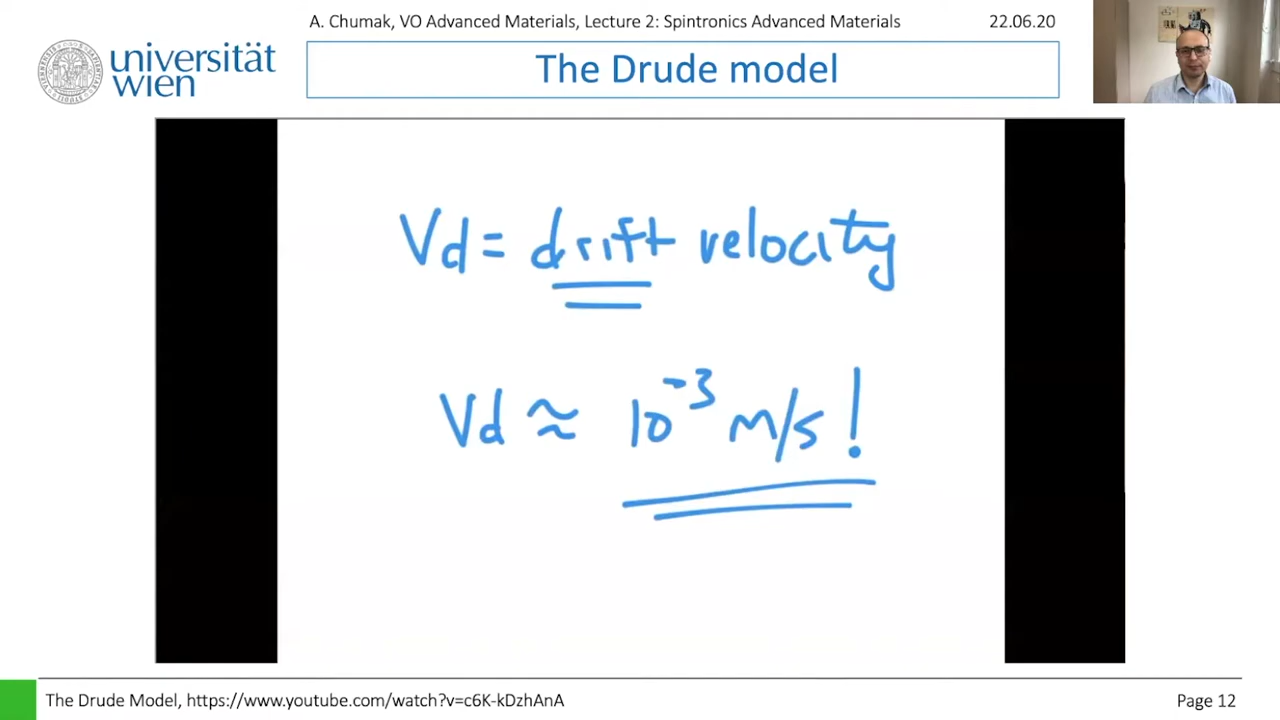 A. Chumak, VO Advanced Materials, Lecture 2: Spintronics Advanced Materials 22.06.20
universität
wien
The Drude model
Vd = drift velocity
Vd ≈ 10⁻³ m/s !
The Drude Model, https://www.youtube.com/watch?v=c6K-kDzhAnA Page 12